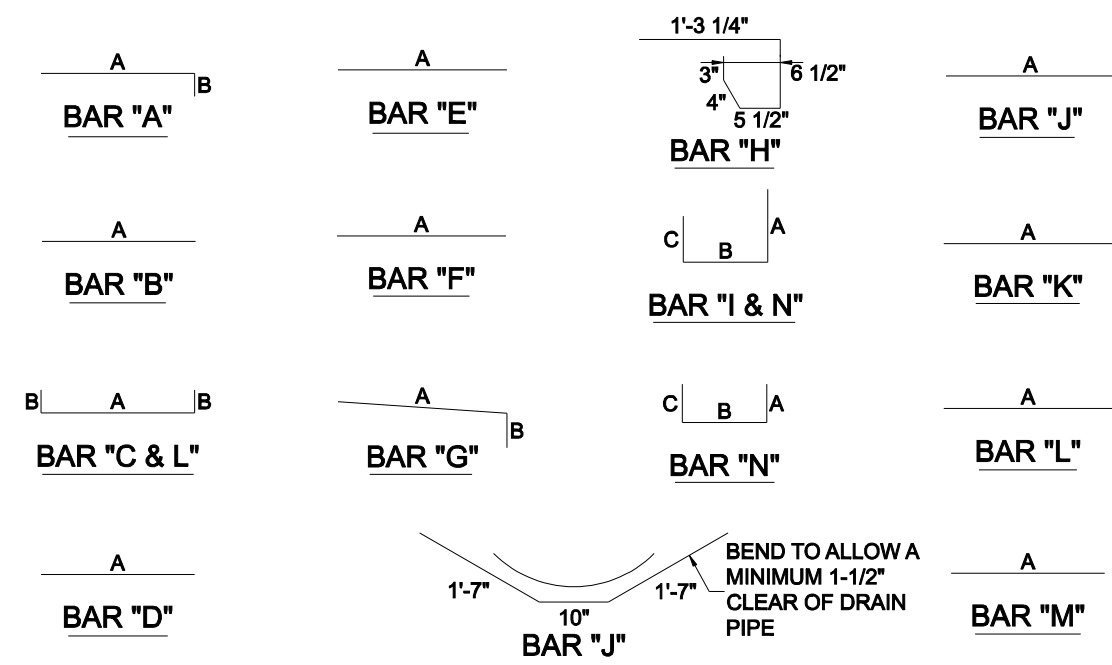 A
B
BAR "A"
A
BAR "E"
1'-3 1/4"
3"
6 1/2"
4"
5 1/2"
BAR "H"
A
BAR "J"
A
BAR "B"
A
BAR "F"
C
B
A
BAR "I & N"
A
BAR "K"
B
A
B
BAR "C & L"
A
B
BAR "G"
C
B
A
BAR "N"
A
BAR "L"
A
BAR "D"
1'-7"
10"
1'-7"
BAR "J"
BEND TO ALLOW A
MINIMUM 1-1/2"
CLEAR OF DRAIN
PIPE
A
BAR "M"